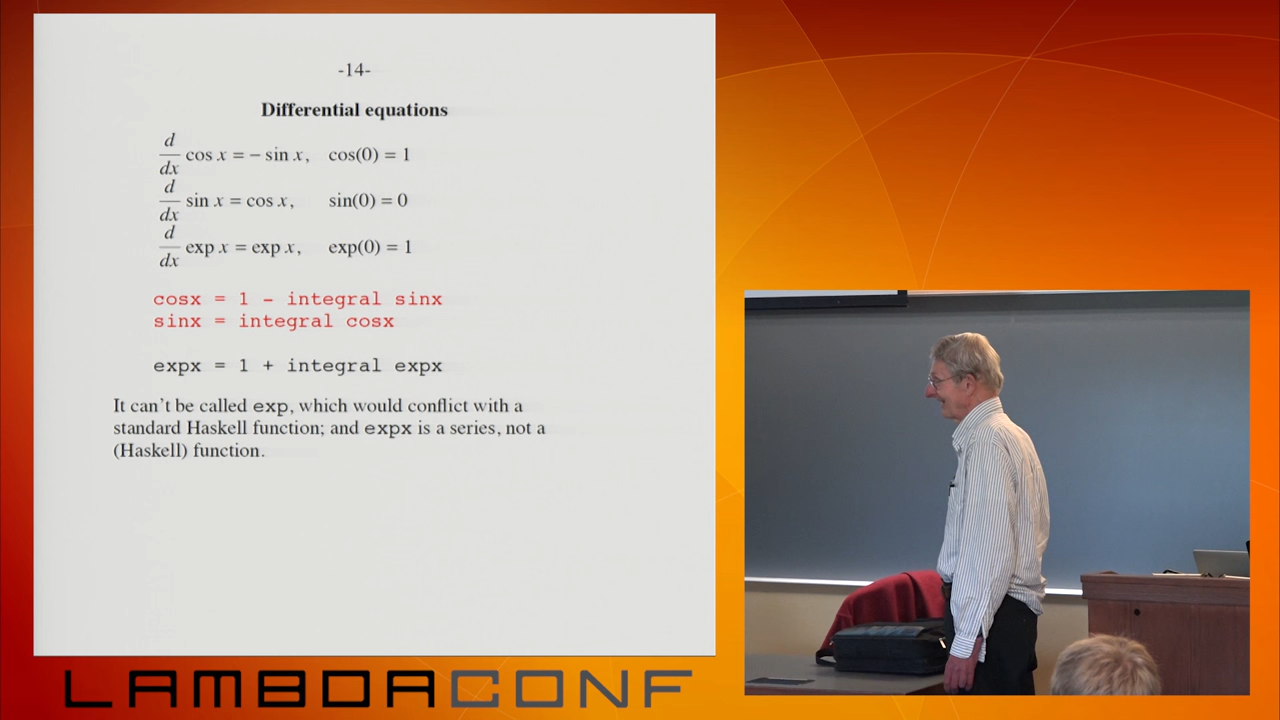 -14-
Differential equations
d/dx cos x = − sin x, cos(0) = 1
d/dx sin x = cos x, sin(0) = 0
d/dx exp x = exp x, exp(0) = 1
cosx = 1 - integral sinx
sinx = integral cosx
expx = 1 + integral expx
It can't be called exp, which would conflict with a
standard Haskell function; and expx is a series, not a
(Haskell) function.
LAMBDACONF